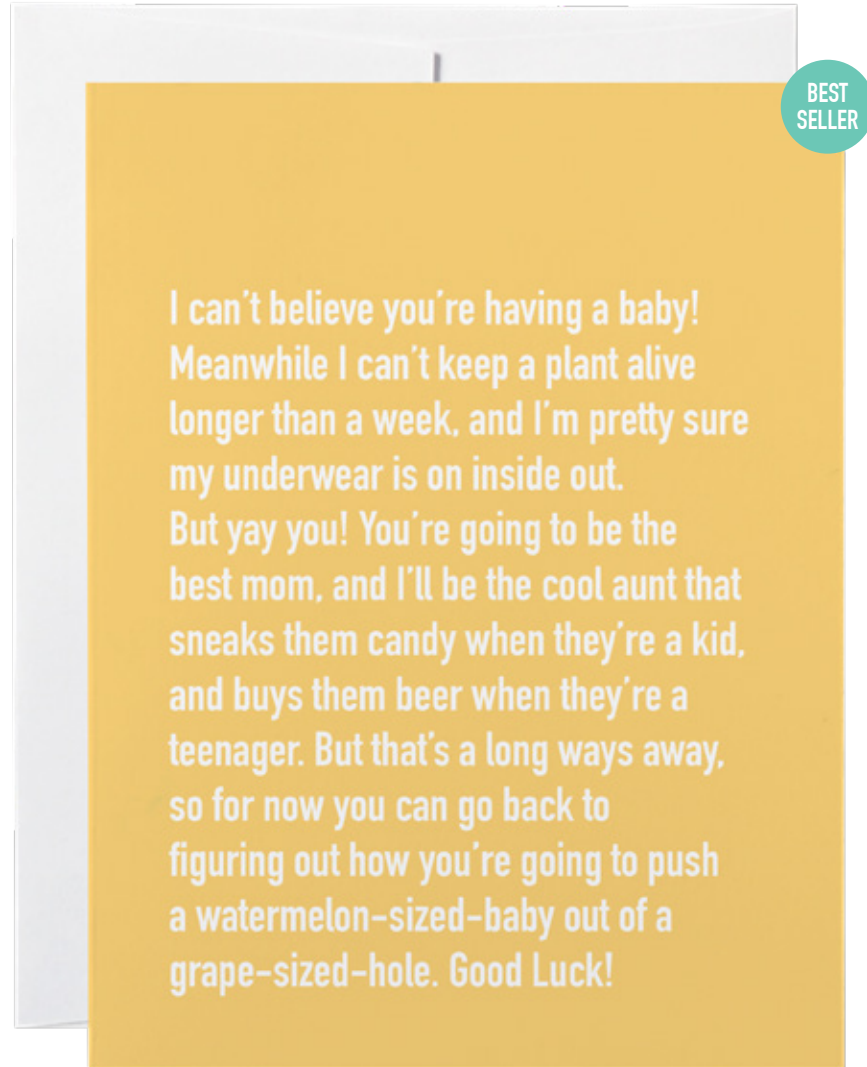 BEST
SELLER
I can't believe you're having a baby!
Meanwhile I can't keep a plant alive
longer than a week, and I'm pretty sure
my underwear is on inside out.
But yay you! You're going to be the
best mom, and I'll be the cool aunt that
sneaks them candy when they're a kid,
and buys them beer when they're a
teenager. But that's a long ways away,
so for now you can go back to
figuring out how you're going to push
a watermelon-sized-baby out of a
grape-sized-hole. Good Luck!